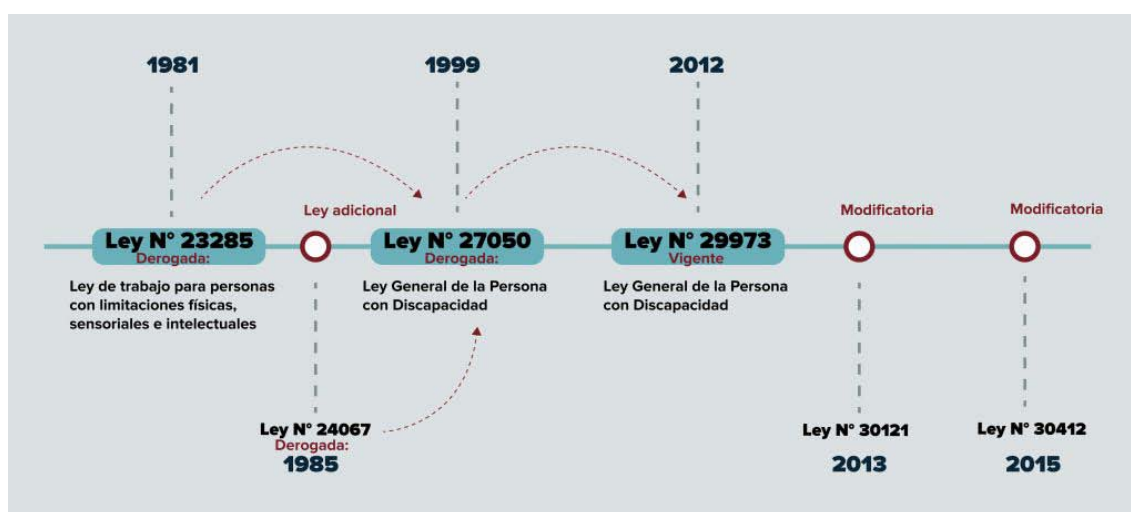 1981
1999
2012
Ley adicional
Modificatoria
Modificatoria
Ley N° 23285
Derogada:
Ley N° 27050
Derogada:
Ley N° 29973
Vigente
Ley de trabajo para personas
con limitaciones físicas,
sensoriales e intelectuales
Ley General de la Persona
con Discapacidad
Ley General de la Persona
con Discapacidad
Ley N° 24067
Derogada:
1985
Ley N° 30121
2013
Ley N° 30412
2015